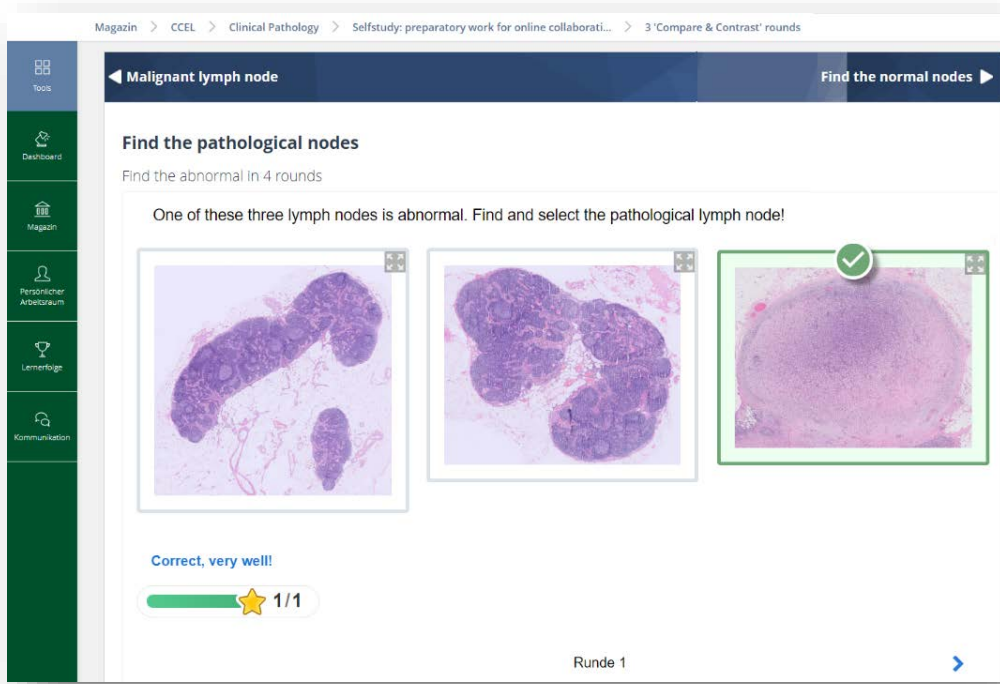 Magazin > CCEL > Clinical Pathology > Selfstudy: preparatory work for online collaborati... > 3 'Compare & Contrast' rounds
Tools
Malignant lymph node
Find the normal nodes
Dashboard
Find the pathological nodes
Find the abnormal in 4 rounds
Magazin
One of these three lymph nodes is abnormal. Find and select the pathological lymph node!
Persönlicher
Arbeitsraum
Lernerfolge
Kommunikation
Correct, very well!
1/1
Runde 1